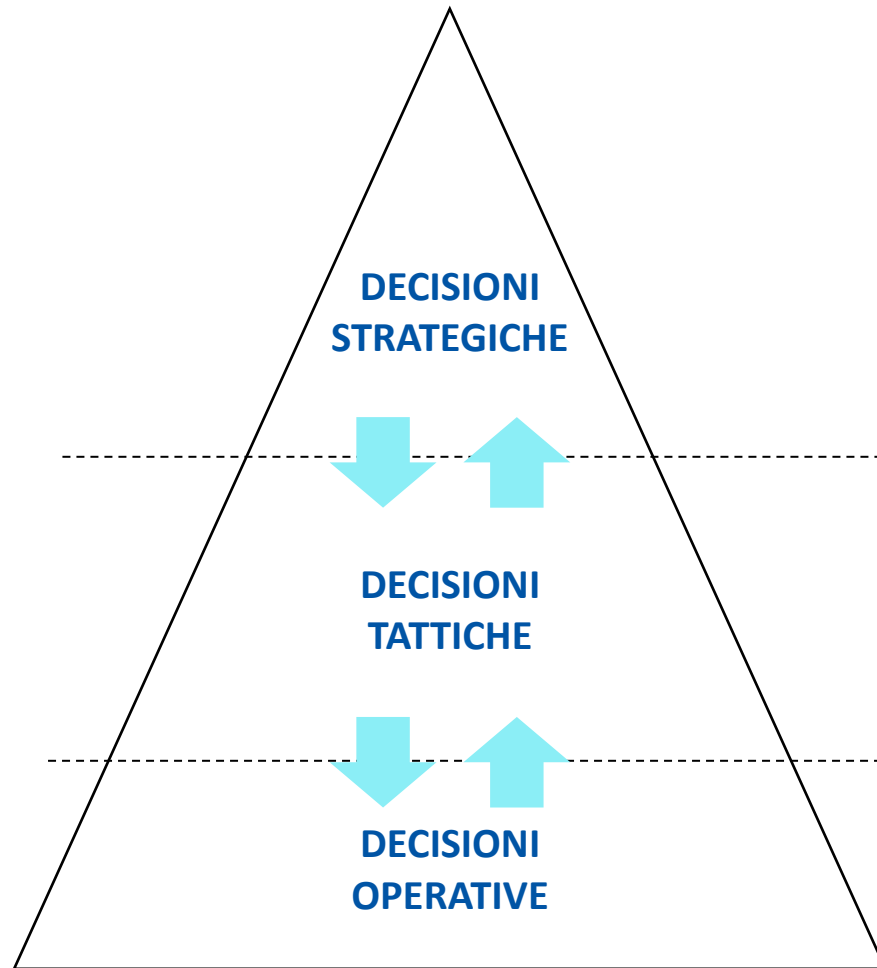 DECISIONI
STRATEGICHE
DECISIONI
TATTICHE
DECISIONI
OPERATIVE